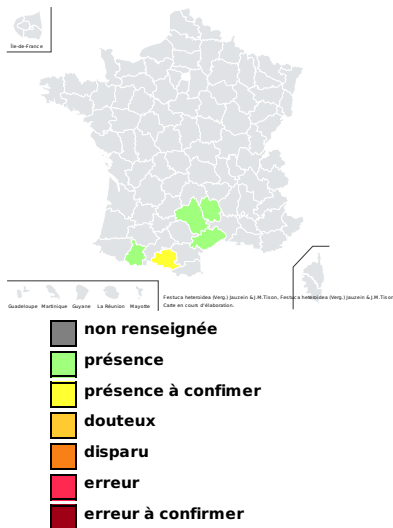 Île-de-France
Guadeloupe Martinique Guyane La Réunion Mayotte
Festuca heteroidea (Verg.) Jauzein & J.M.Tison, Festuca heteroidea (Verg.) Jauzein & J.M.Tison
Carte en cours d'élaboration.
non renseignée
présence
présence à confimer
douteux
disparu
erreur
erreur à confirmer